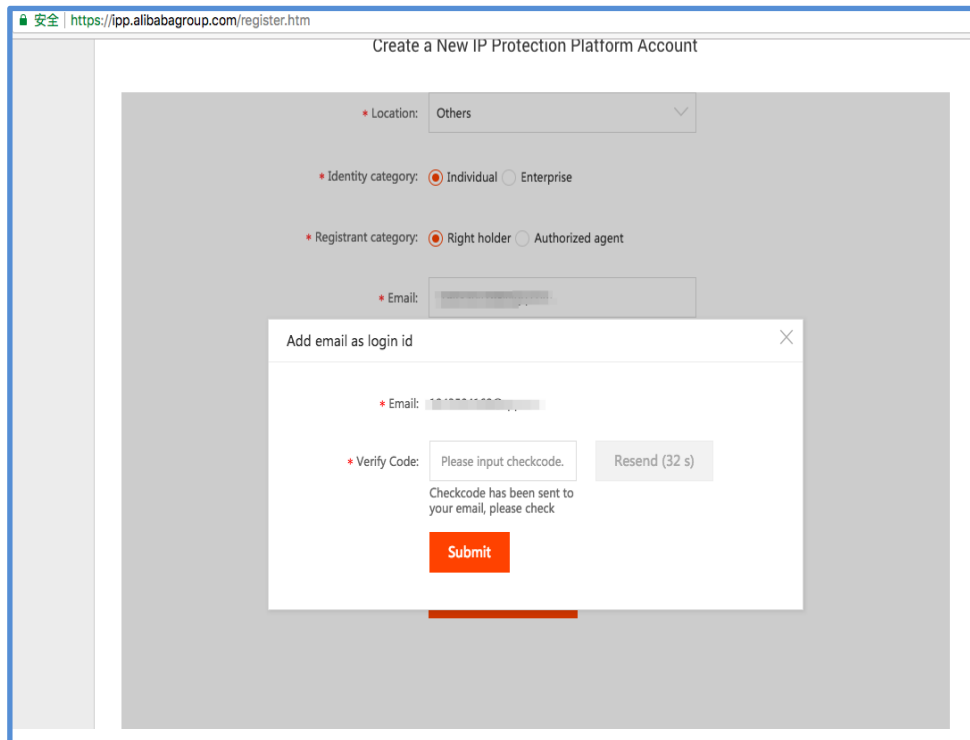 安全 https://ipp.alibabagroup.com/register.htm
Create a New IP Protection Platform Account
* Location: Others
* Identity category: Individual Enterprise
* Registrant category: Right holder Authorized agent
* Email:
Add email as login id
* Email:
* Verify Code: Please input checkcode. Resend (32 s)
Checkcode has been sent to
your email, please check
Submit